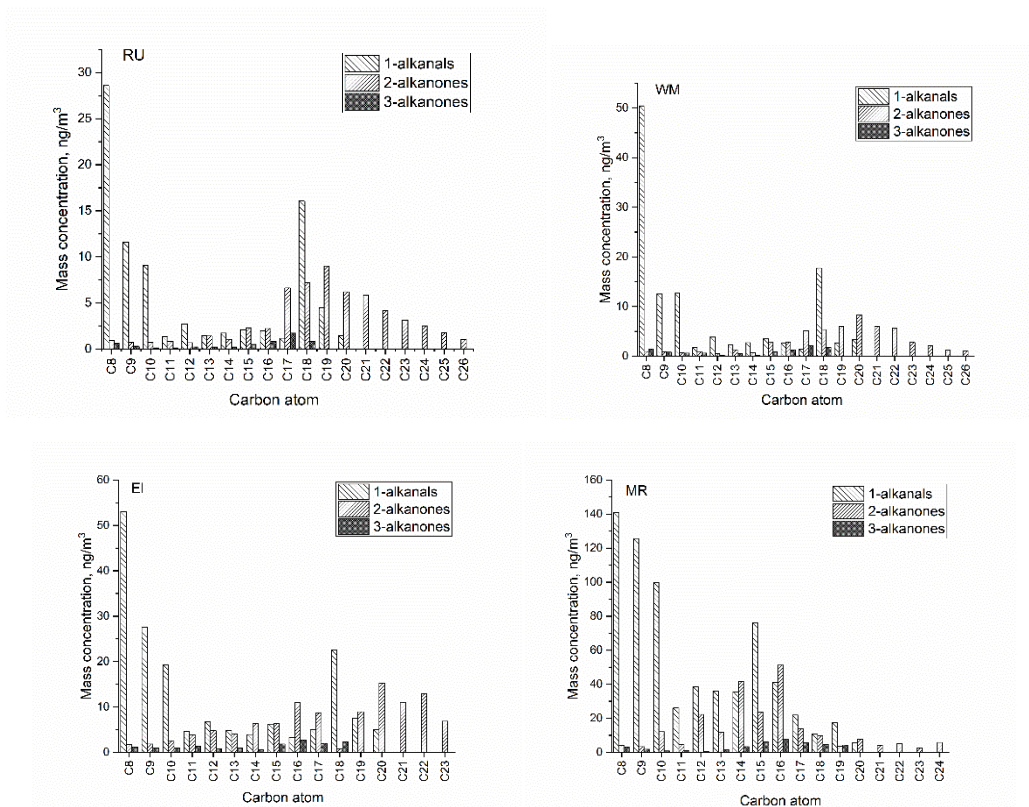 RU
1-alkanals
2-alkanones
3-alkanones
Mass concentration, ng/m³
30
25
20
15
10
5
0
C8 C9 C10 C11 C12 C13 C14 C15 C16 C17 C18 C19 C20 C21 C22 C23 C24 C25 C26
Carbon atom
WM
1-alkanals
2-alkanones
3-alkanones
Mass concentration, ng/m³
50
40
30
20
10
0
C8 C9 C10 C11 C12 C13 C14 C15 C16 C17 C18 C19 C20 C21 C22 C23 C24 C25 C26
Carbon atom
EI
1-alkanals
2-alkanones
3-alkanones
Mass concentration, ng/m³
60
50
40
30
20
10
0
C8 C9 C10 C11 C12 C13 C14 C15 C16 C17 C18 C19 C20 C21 C22 C23
Carbon atom
MR
1-alkanals
2-alkanones
3-alkanones
Mass concentration, ng/m³
160
140
120
100
80
60
40
20
0
C8 C9 C10 C11 C12 C13 C14 C15 C16 C17 C18 C19 C20 C21 C22 C23 C24
Carbon atom